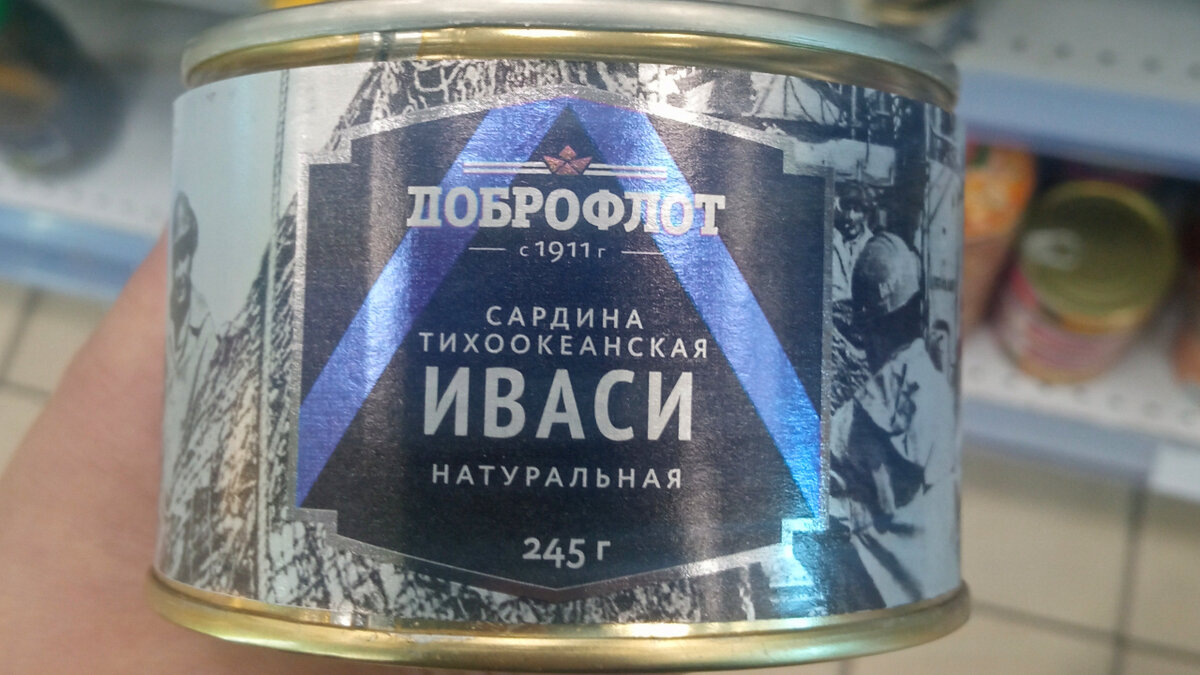 ДОБРОФЛОТ
с 1911 г
САРДИНА
ТИХООКЕАНСКАЯ
ИВАСИ
НАТУРАЛЬНАЯ
245 г